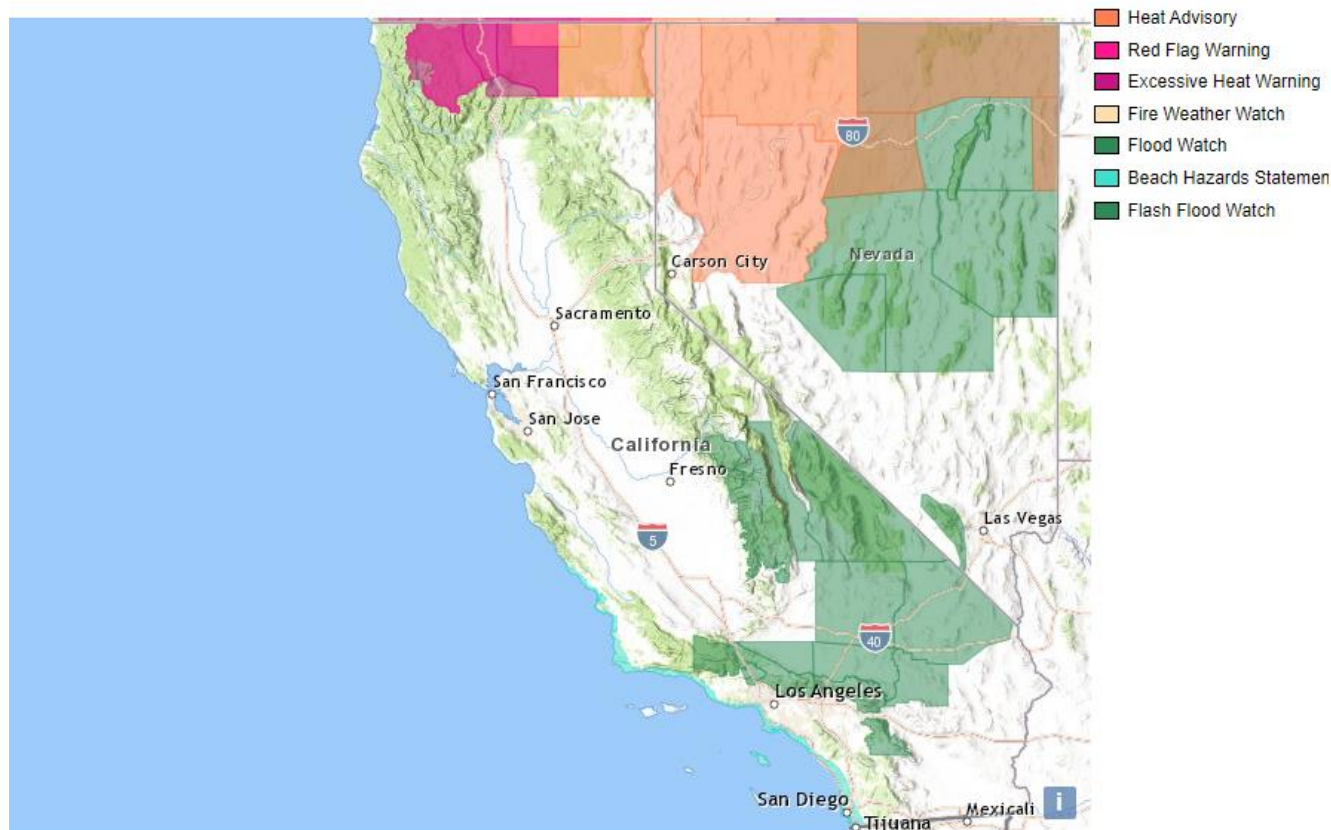 Heat Advisory
Red Flag Warning
Excessive Heat Warning
Fire Weather Watch
Flood Watch
Beach Hazards Statemen
Flash Flood Watch
80
Nevada
Carson City
Sacramento
San Francisco
San Jose
California
Fresno
Las Vegas
5
40
Los Angeles
San Diego
Mexicali
Tijuana
i